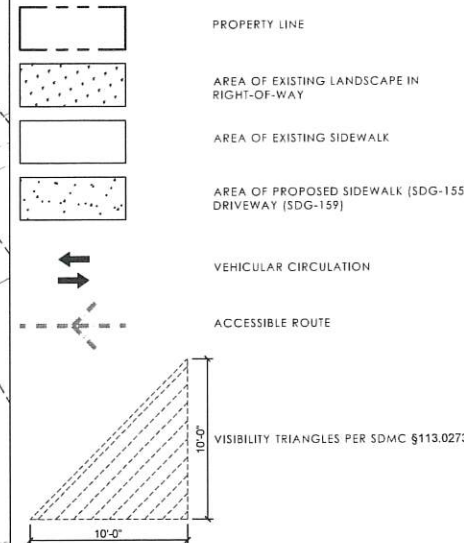 PROPERTY LINE
AREA OF EXISTING LANDSCAPE IN
RIGHT-OF-WAY
AREA OF EXISTING SIDEWALK
AREA OF PROPOSED SIDEWALK (SDG-155
DRIVEWAY (SDG-159)
VEHICULAR CIRCULATION
ACCESSIBLE ROUTE
10'-0"
VISIBILITY TRIANGLES PER SDMC §113.0273
10'-0"